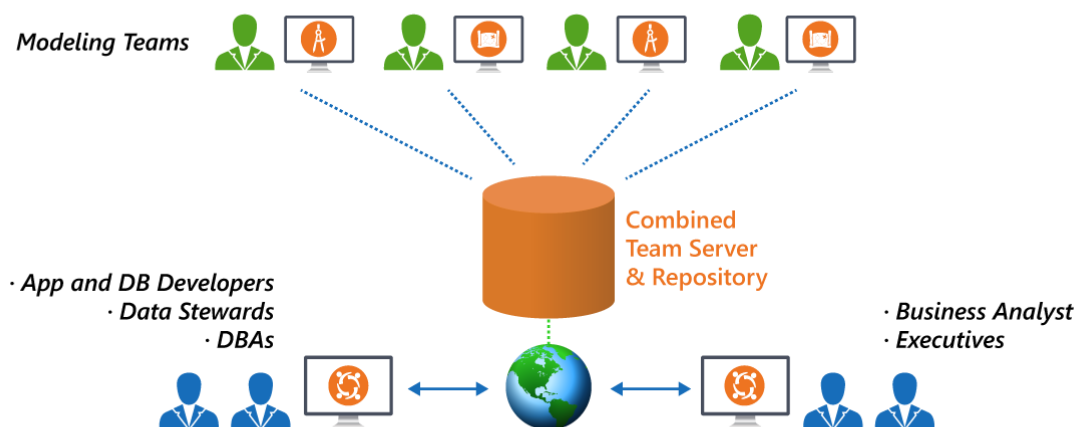 Modeling Teams
Combined
Team Server
& Repository
· App and DB Developers
· Data Stewards
· DBAs
· Business Analyst
· Executives